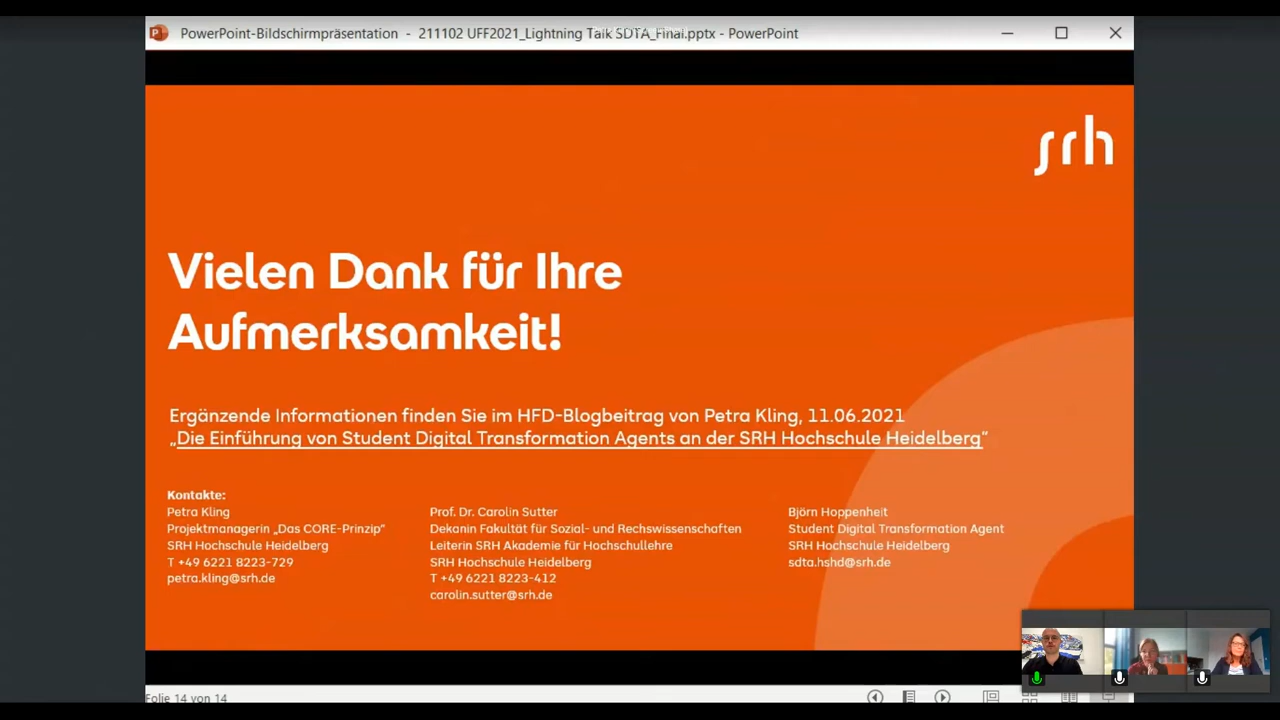 PowerPoint-Bildschirmpräsentation - 211102 UFF2021_Lightning Talk SDTA_Final.pptx - PowerPoint
srh
Vielen Dank für Ihre
Aufmerksamkeit!
Ergänzende Informationen finden Sie im HFD-Blogbeitrag von Petra Kling, 11.06.2021
„Die Einführung von Student Digital Transformation Agents an der SRH Hochschule Heidelberg“
Kontakte:
Petra Kling
Projektmanagerin „Das CORE-Prinzip“
SRH Hochschule Heidelberg
T +49 6221 8223-729
petra.kling@srh.de
Prof. Dr. Carolin Sutter
Dekanin Fakultät für Sozial- und Rechswissenschaften
Leiterin SRH Akademie für Hochschullehre
SRH Hochschule Heidelberg
T +49 6221 8223-412
carolin.sutter@srh.de
Björn Hoppenheit
Student Digital Transformation Agent
SRH Hochschule Heidelberg
sdta.hshd@srh.de
Folie 14 von 14